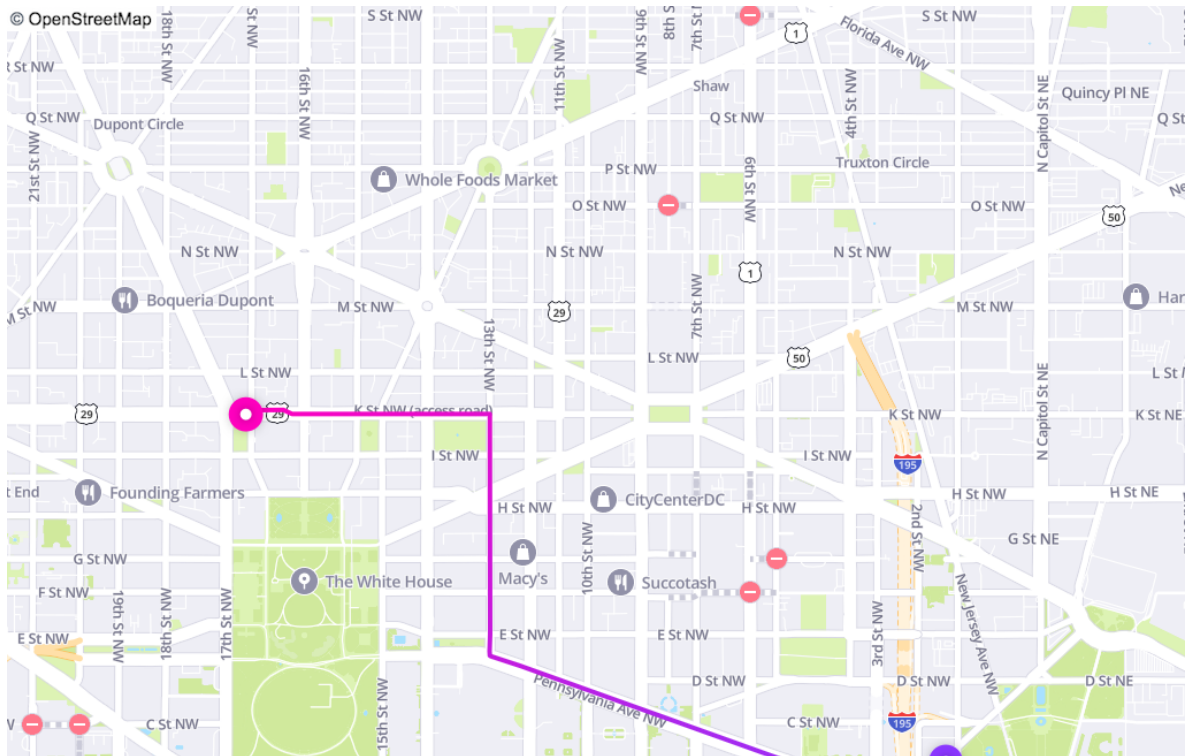 © OpenStreetMap
18th St NW
St NW
S St NW
9th St NW
8th St
7th St
1
S St NW
Florida Ave NW
R St NW
19th St NW
11th St NW
Shaw
4th St NW
N Capitol St NE
Quincy Pl NE
Q St NW
Dupont Circle
Q St NW
Q St
21st St NW
Whole Foods Market
P St NW
6th St NW
Truxton Circle
O St NW
O St NW
50
N St NW
N St NW
N St NW
1
Boqueria Dupont
M St NW
M St NW
29
7th St NW
M St NW
Har
13th St NW
L St NW
L St NW
50
L St
29
29
K St NW (access road)
K St NW
N Capitol St NE
K St NE
I St NW
I St NW
195
t End
Founding Farmers
CityCenterDC
H St NW
H St NE
H St NW
H St NW
2nd St NW
G St NW
10th St NW
G St NE
Macy's
The White House
Succotash
F St NW
19th St NW
18th St NW
17th St NW
3rd St NW
New Jersey Ave NW
E St NW
E St NW
E St NW
Pennsylvania Ave NW
D St NW
D St NW
D St NE
W
C St NW
15th St NW
C St NW
195